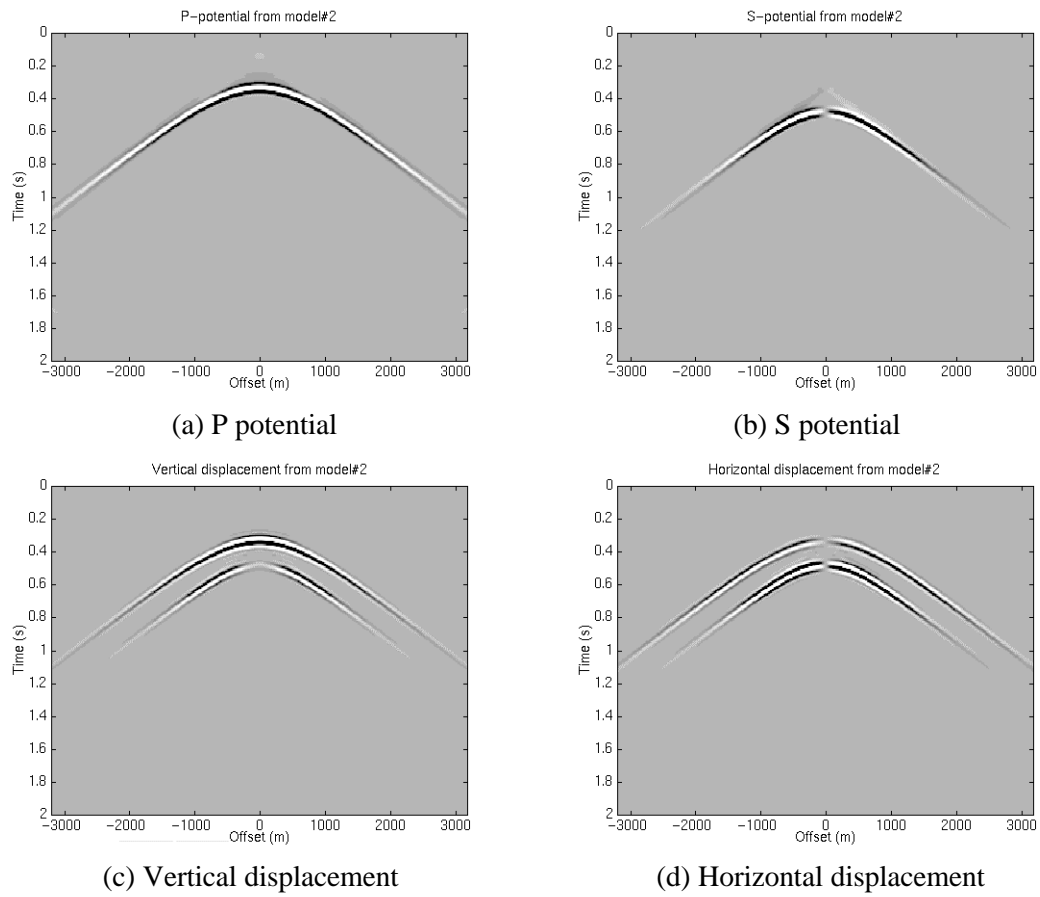 P-potential from model#2
0
0.2
0.4
0.6
0.8
1
1.2
1.4
1.6
1.8
2
Time (s)
-3000 -2000 -1000 0 1000 2000 3000
Offset (m)
(a) P potential
S-potential from model#2
0
0.2
0.4
0.6
0.8
1
1.2
1.4
1.6
1.8
2
Time (s)
-3000 -2000 -1000 0 1000 2000 3000
Offset (m)
(b) S potential
Vertical displacement from model#2
0
0.2
0.4
0.6
0.8
1
1.2
1.4
1.6
1.8
2
Time (s)
-3000 -2000 -1000 0 1000 2000 3000
Offset (m)
(c) Vertical displacement
Horizontal displacement from model#2
0
0.2
0.4
0.6
0.8
1
1.2
1.4
1.6
1.8
2
Time (s)
-3000 -2000 -1000 0 1000 2000 3000
Offset (m)
(d) Horizontal displacement